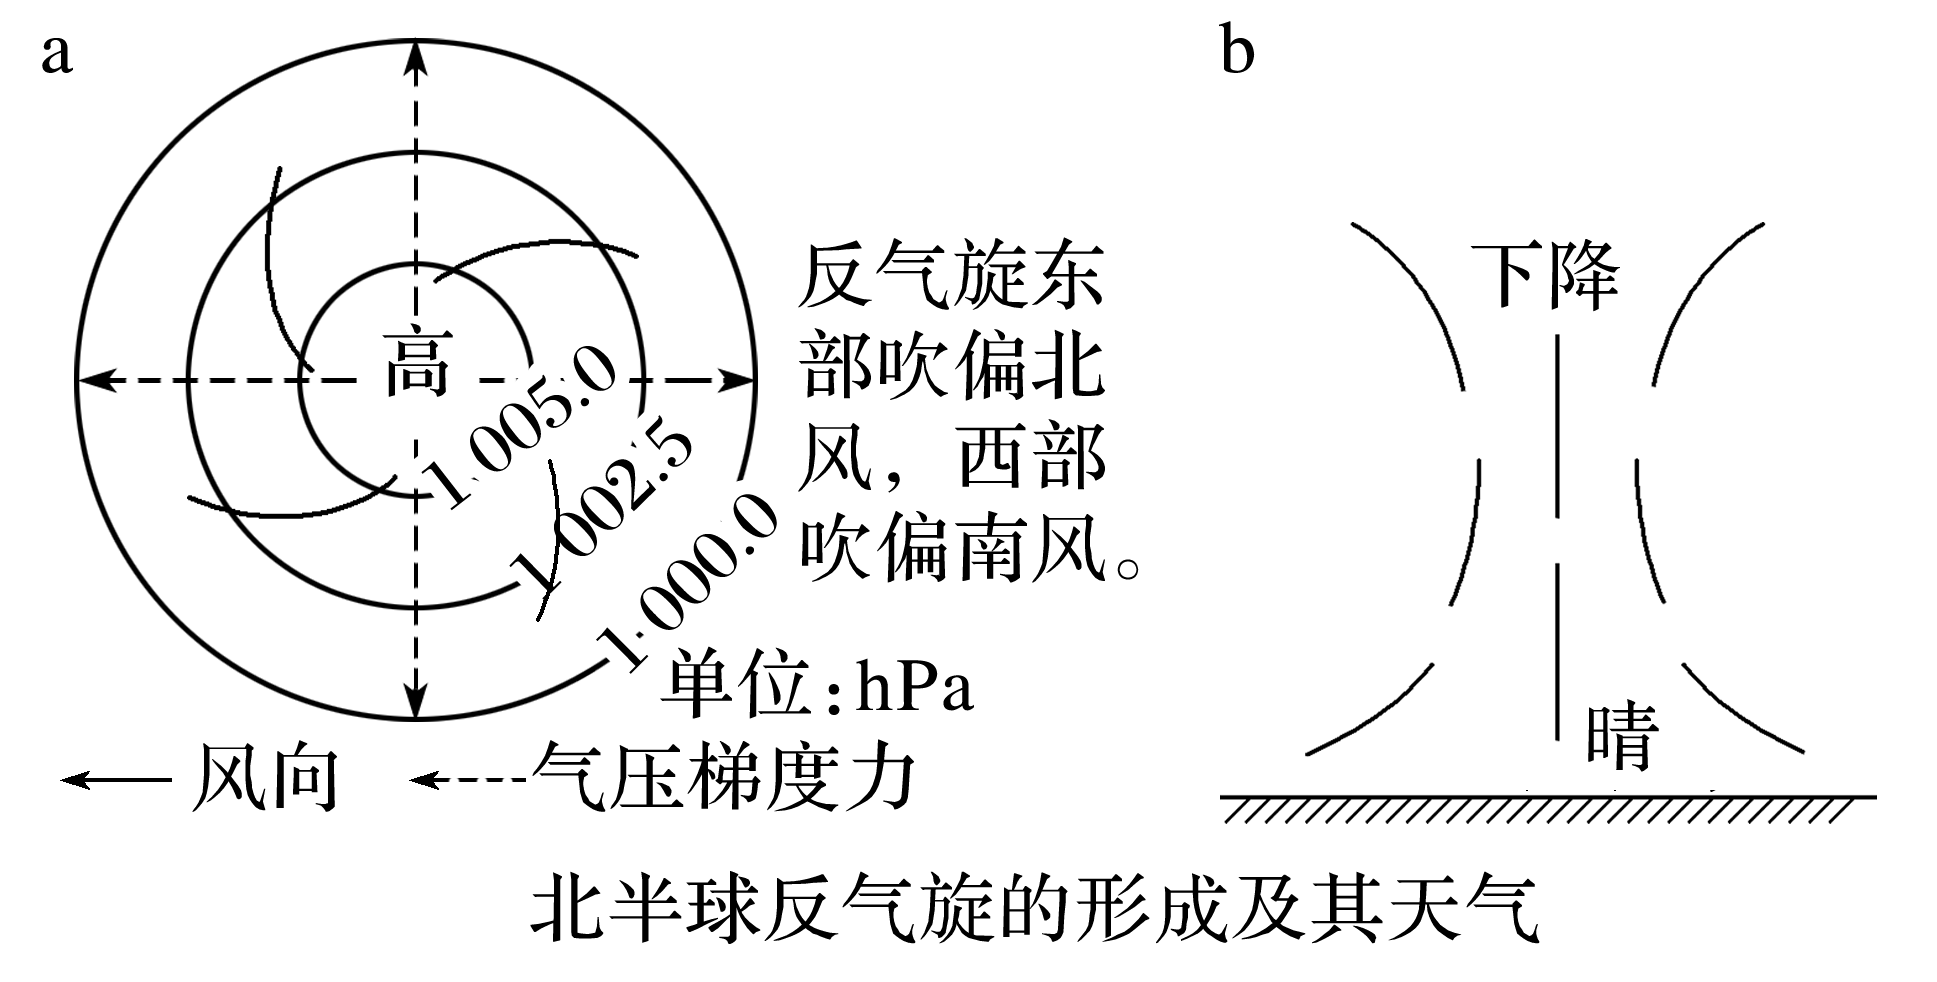 a
b
高
1 005.0
1 002.5
1 000.0
反气旋东
部吹偏北
风，西部
吹偏南风。
单位:hPa
风向
气压梯度力
下降
晴
北半球反气旋的形成及其天气